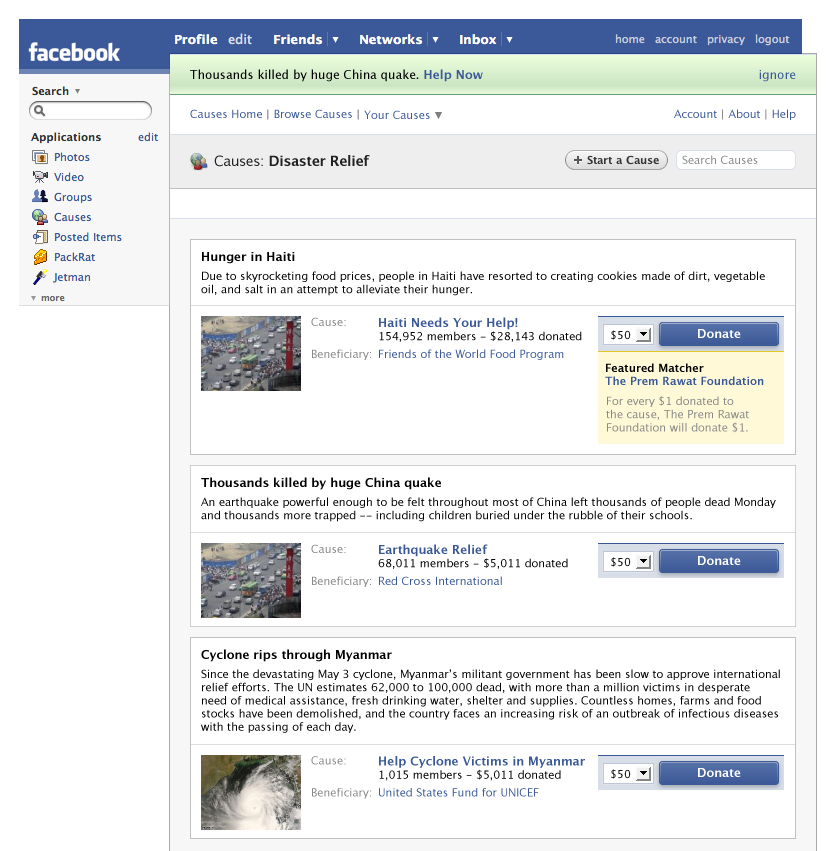 facebook
Profile edit Friends ▼ Networks ▼ Inbox ▼ home account privacy logout
Search ▼
Applications edit
Photos
Video
Groups
Causes
Posted Items
PackRat
Jetman
▼ more
Thousands killed by huge China quake. Help Now ignore
Causes Home | Browse Causes | Your Causes ▼ Account | About | Help
Causes: Disaster Relief + Start a Cause Search Causes
Hunger in Haiti
Due to skyrocketing food prices, people in Haiti have resorted to creating cookies made of dirt, vegetable
oil, and salt in an attempt to alleviate their hunger.
Cause: Haiti Needs Your Help!
154,952 members – $28,143 donated
Beneficiary: Friends of the World Food Program
$50 Donate
Featured Matcher
The Prem Rawat Foundation
For every $1 donated to
the cause, The Prem Rawat
Foundation will donate $1.
Thousands killed by huge China quake
An earthquake powerful enough to be felt throughout most of China left thousands of people dead Monday
and thousands more trapped -- including children buried under the rubble of their schools.
Cause: Earthquake Relief
68,011 members – $5,011 donated
Beneficiary: Red Cross International
$50 Donate
Cyclone rips through Myanmar
Since the devastating May 3 cyclone, Myanmar's militant government has been slow to approve international
relief efforts. The UN estimates 62,000 to 100,000 dead, with more than a million victims in desperate
need of medical assistance, fresh drinking water, shelter and supplies. Countless homes, farms and food
stocks have been demolished, and the country faces an increasing risk of an outbreak of infectious diseases
with the passing of each day.
Cause: Help Cyclone Victims in Myanmar
1,015 members – $5,011 donated
Beneficiary: United States Fund for UNICEF
$50 Donate